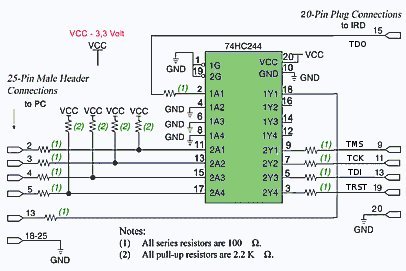 20-Pin Plug Connections
to IRD
VCC - 3,3 Volt
VCC
15
TDO
74HC244
1G
2G
VCC
GND
1
19
20
10
VCC
GND
GND
25-Pin Male Header
Connections
to PC
(1)
2
1A1
1Y1
18
4
1A2
1Y2
16
GND
6
1A3
1Y3
14
GND
8
1A4
1Y4
12
GND
VCC VCC VCC VCC
(2) (2) (2) (2)
2 (1) 11 2A1 2Y1 9 (1) TMS 9
3 (1) 13 2A2 2Y2 7 (1) TCK 11
4 (1) 15 2A3 2Y3 5 (1) TDI 13
5 (1) 17 2A4 2Y4 3 (1) TRST 19
13 (1)
20
GND
18-25
GND
Notes:
(1) All series resistors are 100 Ω.
(2) All pull-up resistors are 2.2 K Ω.